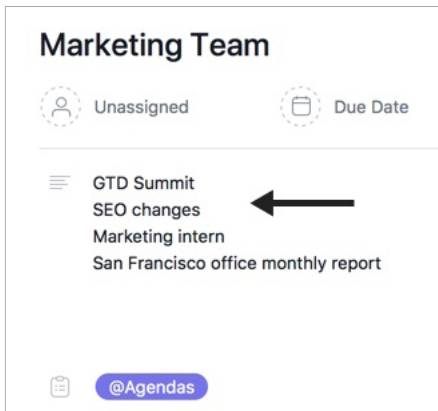 Marketing Team
Unassigned
Due Date
GTD Summit
SEO changes
Marketing intern
San Francisco office monthly report
@Agendas